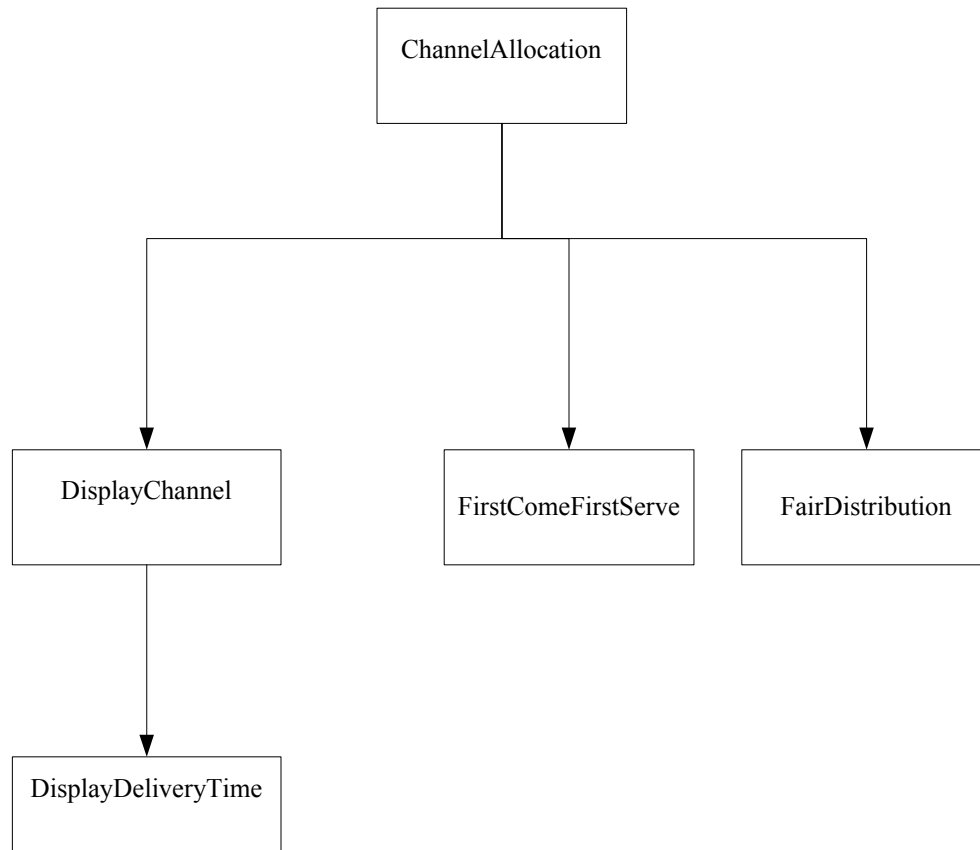 ChannelAllocation
DisplayChannel
FirstComeFirstServe
FairDistribution
DisplayDeliveryTime